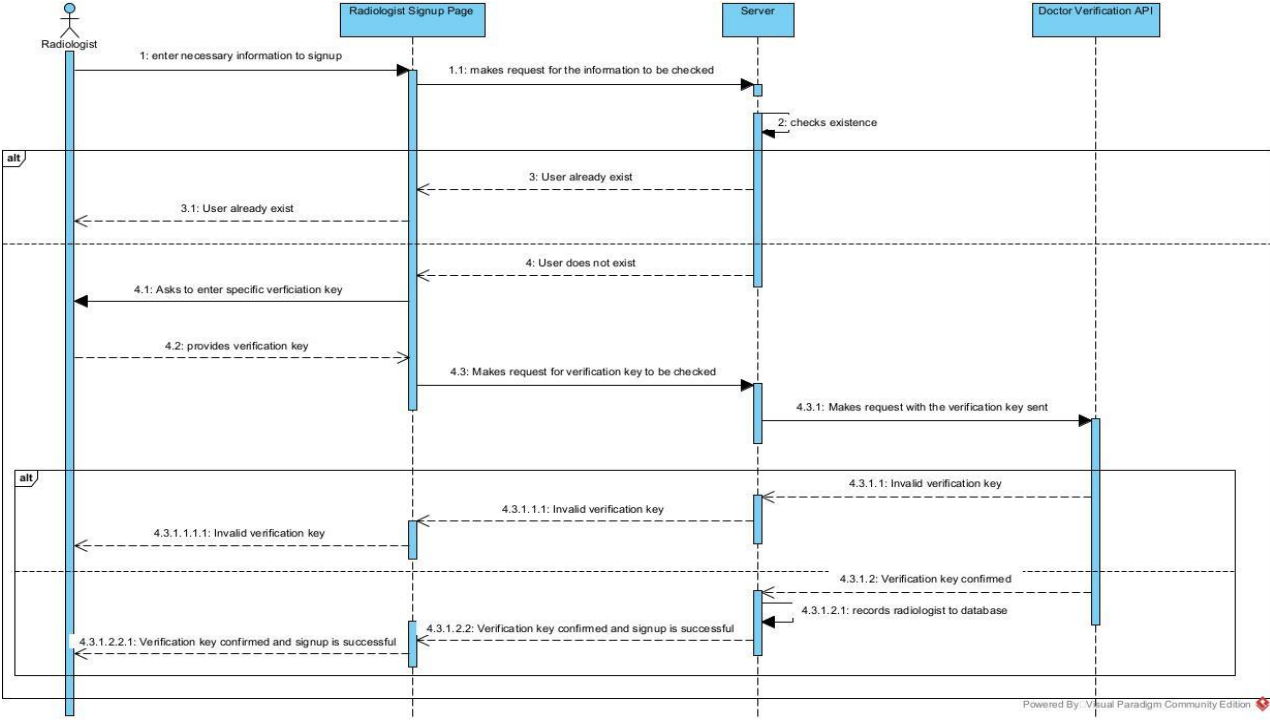 Radiologist Signup Page
Server
Doctor Verification API
Radiologist
1: enter necessary information to signup
1.1: makes request for the information to be checked
2: checks existence
alt
3: User already exist
3.1: User already exist
4: User does not exist
4.1: Asks to enter specific verficiation key
4.2: provides verification key
4.3: Makes request for verification key to be checked
4.3.1: Makes request with the verification key sent
alt
4.3.1.1: Invalid verification key
4.3.1.1.1: Invalid verification key
4.3.1.1.1.1: Invalid verification key
4.3.1.2: Verification key confirmed
4.3.1.2.1: records radiologist to database
4.3.1.2.2: Verification key confirmed and signup is successful
4.3.1.2.2.1: Verification key confirmed and signup is successful
Powered By: Visual Paradigm Community Edition